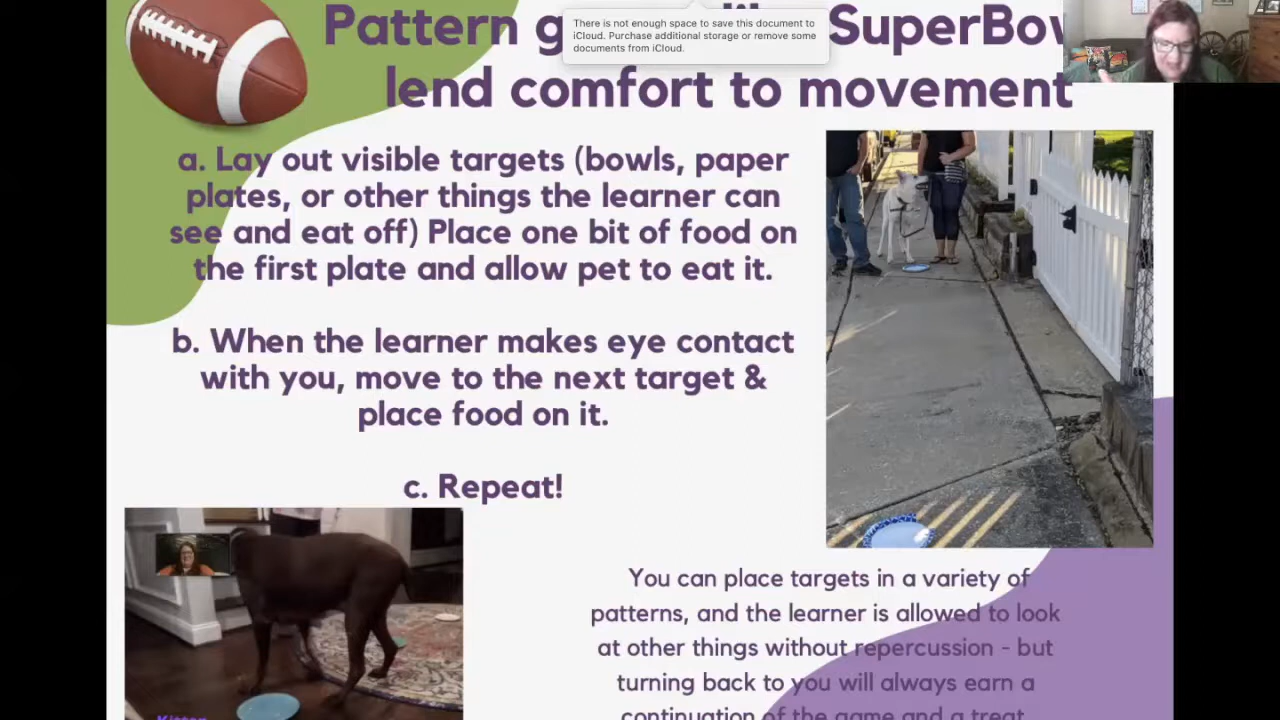 Pattern g
SuperBow
There is not enough space to save this document to
iCloud. Purchase additional storage or remove some
documents from iCloud.
lend comfort to movement
a. Lay out visible targets (bowls, paper
plates, or other things the learner can
see and eat off) Place one bit of food on
the first plate and allow pet to eat it.
b. When the learner makes eye contact
with you, move to the next target &
place food on it.
c. Repeat!
You can place targets in a variety of
patterns, and the learner is allowed to look
at other things without repercussion - but
turning back to you will always earn a
continuation of the game and a treat